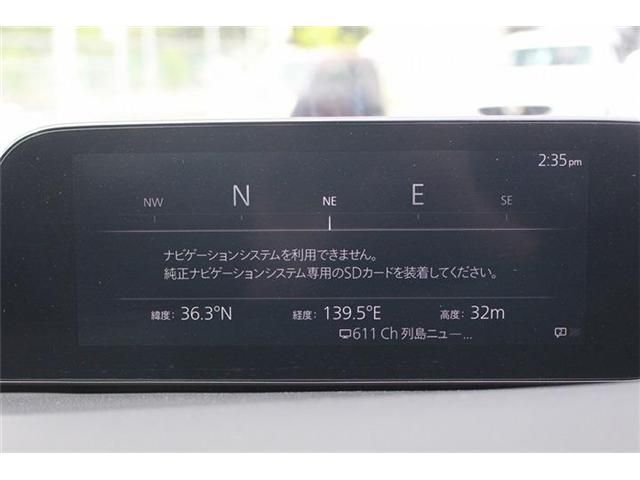 2:35pm
NW N NE E SE
ナビゲーションシステムを利用できません。
純正ナビゲーションシステム専用のSDカードを装着してください。
緯度: 36.3°N 経度: 139.5°E 高度: 32m
611 Ch 列島ニュー...
2